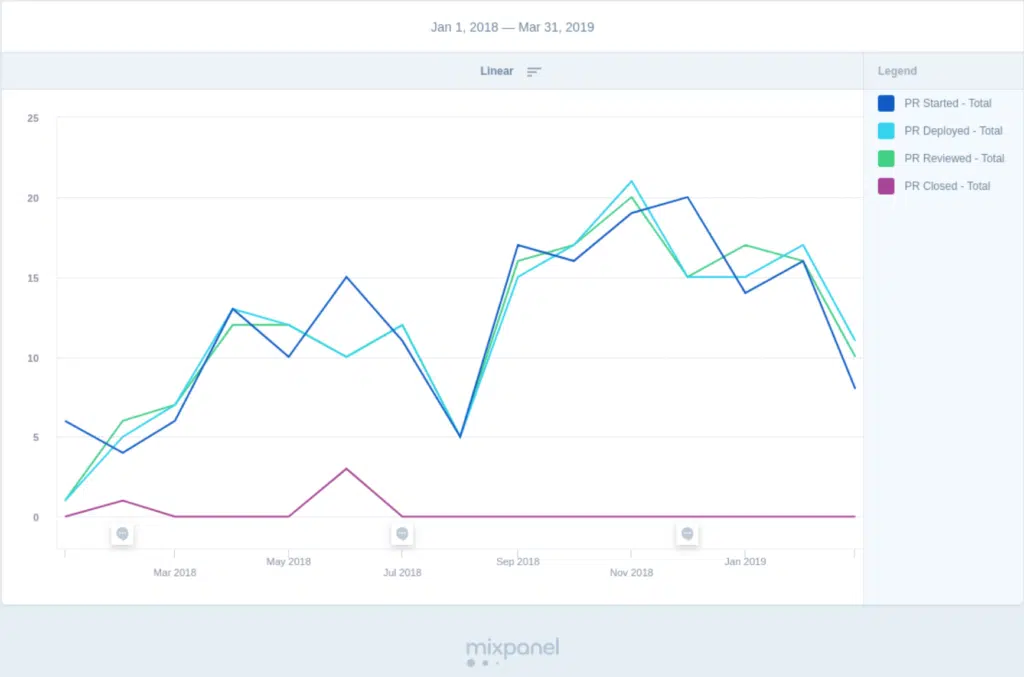 Jan 1, 2018 — Mar 31, 2019
Linear
Legend
PR Started - Total
PR Deployed - Total
PR Reviewed - Total
PR Closed - Total
25
20
15
10
5
0
Mar 2018
May 2018
Jul 2018
Sep 2018
Nov 2018
Jan 2019
mixpanel